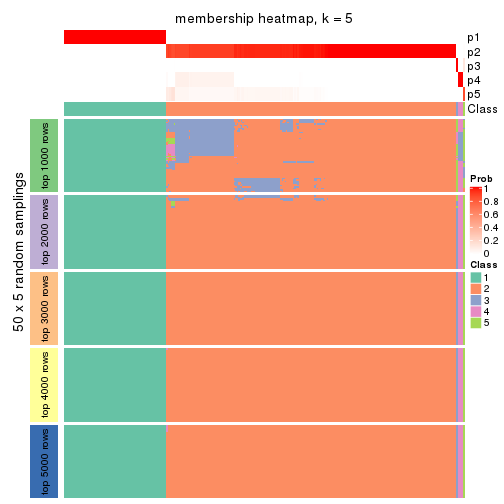 membership heatmap, k = 5
p1
p2
p3
p4
p5
Class
50 x 5 random samplings
top 1000 rows
top 2000 rows
top 3000 rows
top 4000 rows
top 5000 rows
Prob
1
0.8
0.6
0.4
0.2
0
Class
1
2
3
4
5